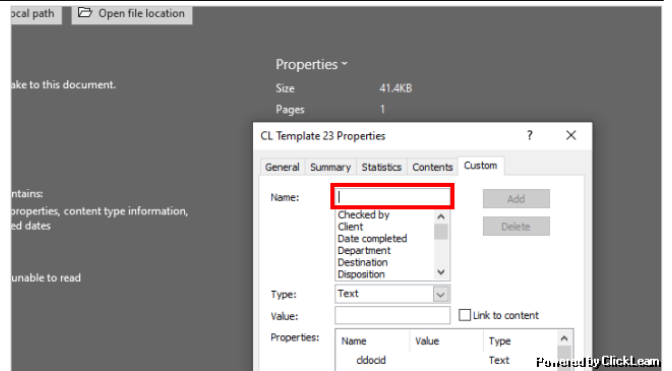 ocal path Open file location
Properties
Size 41.4KB
ake to this document.
Pages 1
CL Template 23 Properties ?
General Summary Statistics Contents Custom
Name: Add
ntains:
Checked by
properties, content type information,
Client Delete
ed dates
Date completed
Department
Destination
Disposition
unable to read
Type: Text
Value: Link to content
Properties: Name Value Type
cldocid Text
Powered by ClickLearn